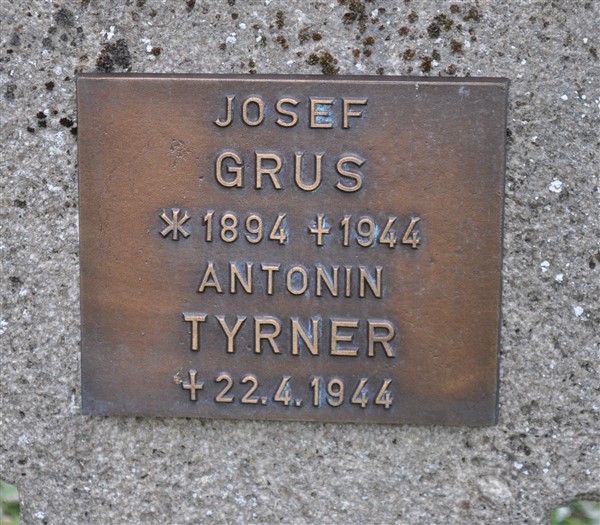 JOSEF
GRUS
* 1894 +1944
ANTONIN
TYRNER
+ 22.4.1944